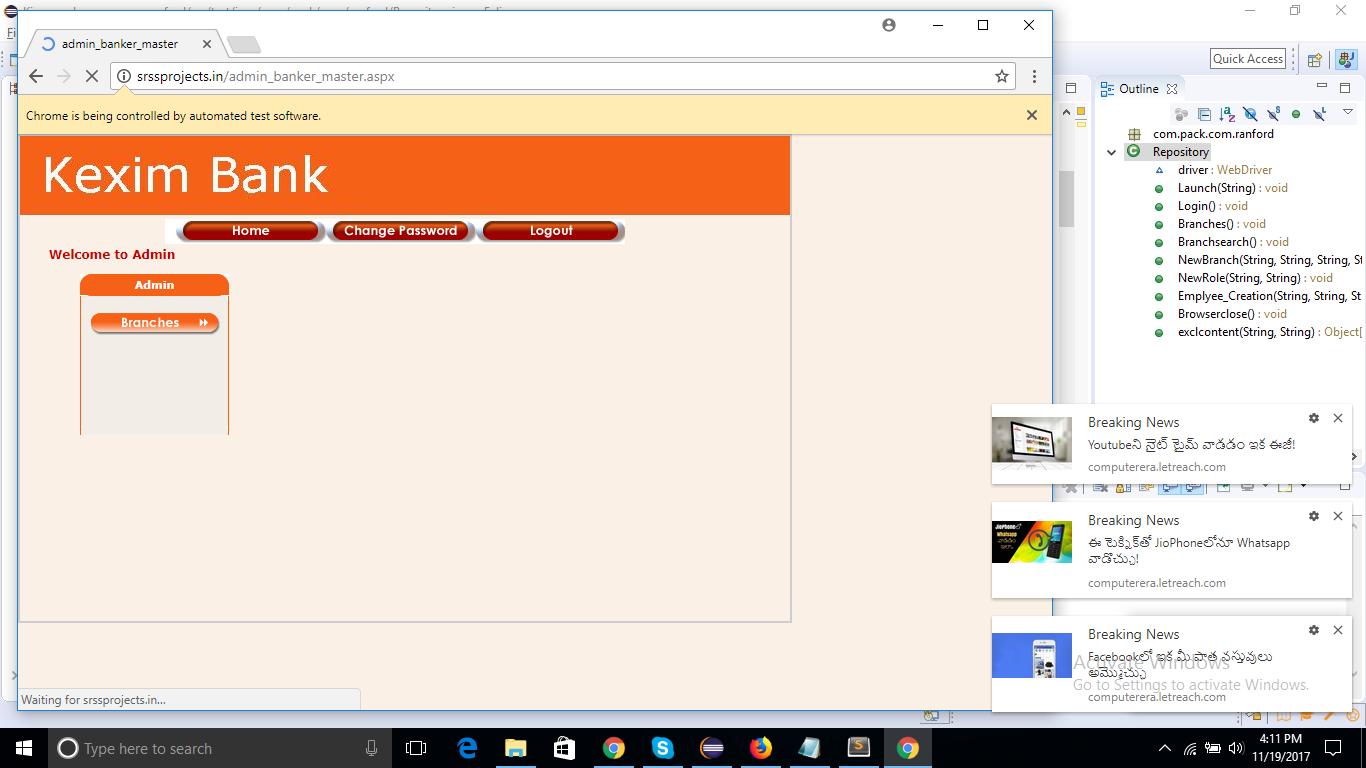 admin_banker_master
srssprojects.in/admin_banker_master.aspx
Chrome is being controlled by automated test software.
Kexim Bank
Home
Change Password
Logout
Welcome to Admin
Admin
Branches
Waiting for srssprojects.in...
Quick Access
Outline
com.pack.com.ranford
Repository
driver : WebDriver
Launch(String) : void
Login() : void
Branches() : void
Branchsearch() : void
NewBranch(String, String, String, St
NewRole(String, String) : void
Emplyee_Creation(String, String, St
Browserclose() : void
exclcontent(String, String) : Object[
Breaking News
Youtubeని నైట్ టైమ్ వాడడం ఇక ఈజీ!
computerera.letreach.com
Breaking News
ఈ టెక్నిక్‌తో JioPhoneలోనూ Whatsapp
వాడొచ్చు!
computerera.letreach.com
Breaking News
Facebookలో ఇక మీ పాత వస్తువులు
అమ్మొచ్చు
computerera.letreach.com
Activate Windows
Go to Settings to activate Windows.
Type here to search
4:11 PM
11/19/2017